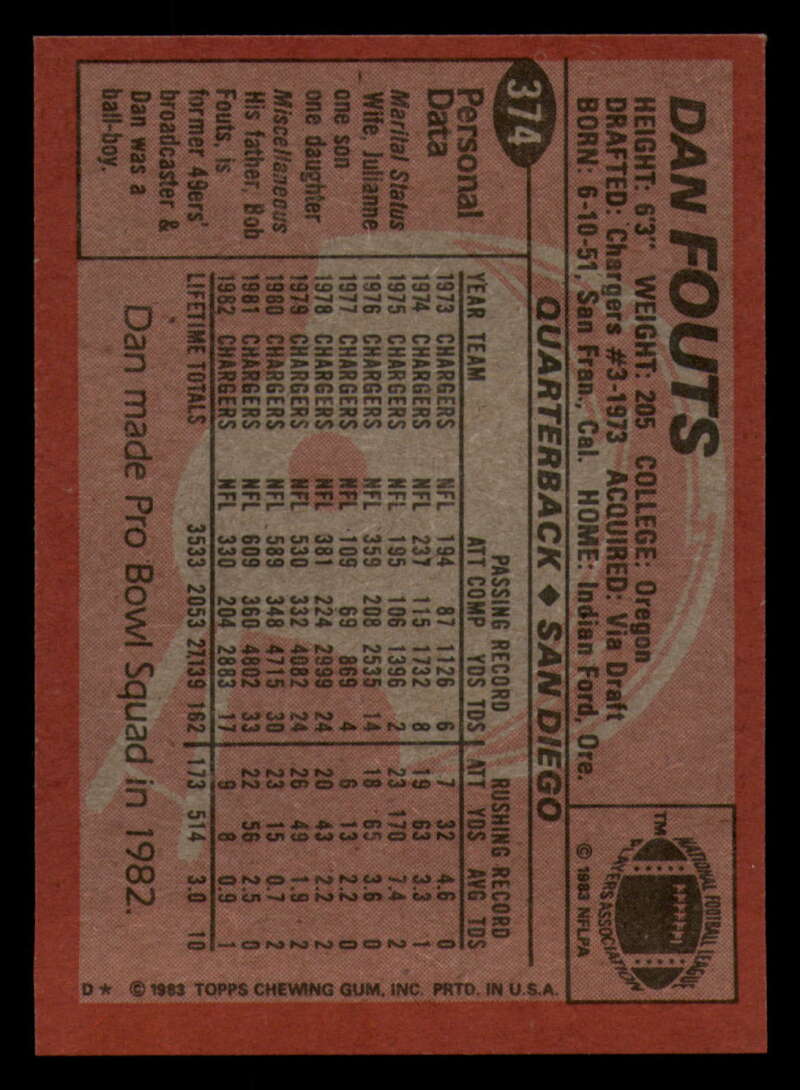 DAN FOUTS
HEIGHT: 6'3" WEIGHT: 205 COLLEGE: Oregon
DRAFTED: Chargers #3-1973 ACQUIRED: Via Draft
BORN: 6-10-51, San Fran., Cal. HOME: Indian Ford, Ore.
NATIONAL FOOTBALL LEAGUE
PLAYERS ASSOCIATION
TM
© 1983 NFLPA
374
QUARTERBACK ♦ SAN DIEGO
Personal
Data
Marital Status
Wife, Julianne
one son
one daughter
Miscellaneous
His father, Bob
Fouts, is
former 49ers'
broadcaster &
Dan was a
ball-boy.
PASSING RECORD RUSHING RECORD
YEAR TEAM ATT COMP YDS TDS ATT YDS AVG TDS
1973 CHARGERS NFL 194 87 1126 6 7 32 4.6 0
1974 CHARGERS NFL 237 115 1732 8 19 63 3.3 1
1975 CHARGERS NFL 195 106 1396 2 23 170 7.4 2
1976 CHARGERS NFL 359 208 2535 14 18 65 3.6 0
1977 CHARGERS NFL 109 69 869 4 6 13 2.2 0
1978 CHARGERS NFL 381 224 2999 24 20 43 2.2 2
1979 CHARGERS NFL 530 332 4082 24 26 49 1.9 2
1980 CHARGERS NFL 589 348 4715 30 23 15 0.7 2
1981 CHARGERS NFL 609 360 4802 33 22 56 2.5 0
1982 CHARGERS NFL 330 204 2883 17 9 8 0.9 1
LIFETIME TOTALS 3533 2053 27139 162 173 514 3.0 10
Dan made Pro Bowl Squad in 1982.
D* © 1983 TOPPS CHEWING GUM, INC. PRTD. IN U.S.A.